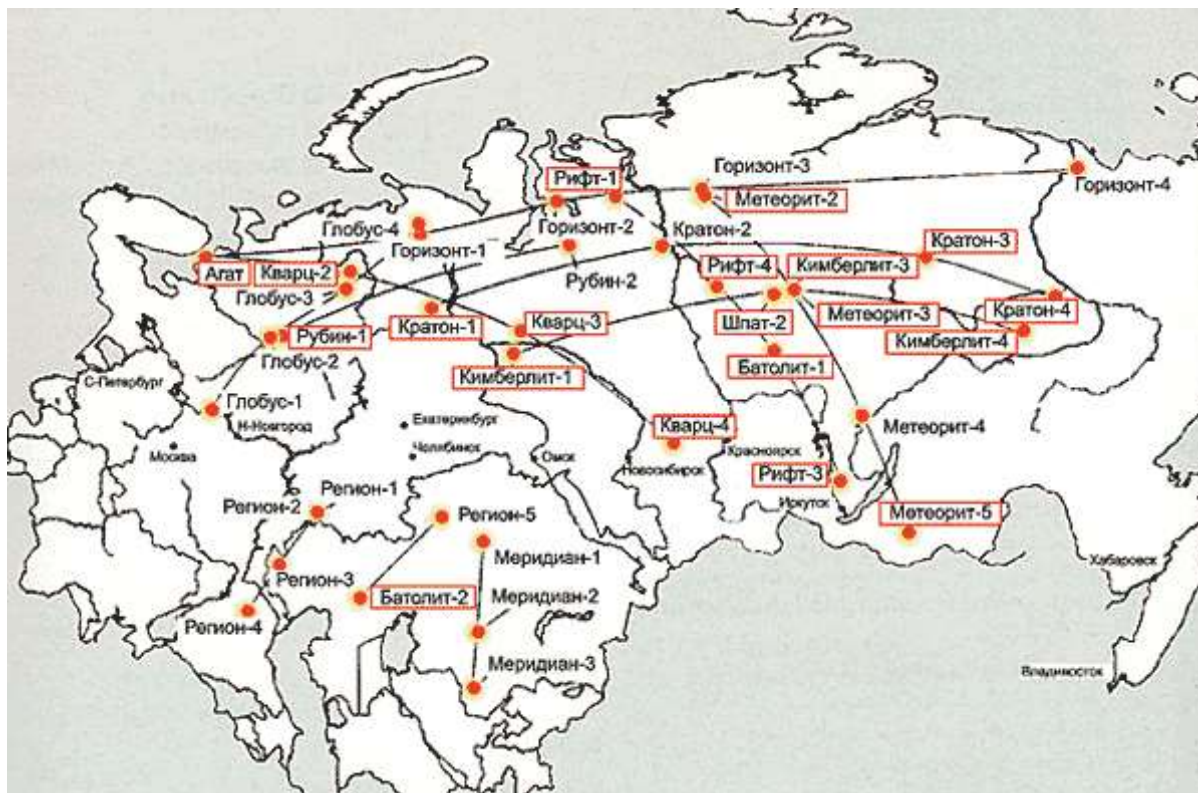 Рифт-1
Горизонт-3
Метеорит-2
Горизонт-4
Глобус-4
Горизонт-1
Горизонт-2
Кратон-2
Кратон-3
Агат
Кварц-2
Рубин-2
Рифт-4
Кимберлит-3
Глобус-3
Кратон-1
Кварц-3
Шпат-2
Метеорит-3
Кратон-4
Рубин-1
Кимберлит-4
Глобус-2
Кимберлит-1
Батолит-1
С-Петербург
Глобус-1
Н-Новгород
Екатеринбург
Кварц-4
Метеорит-4
Москва
Челябинск
Омск
Новосибирск
Красноярск
Рифт-3
Регион-1
Регион-2
Регион-5
Иркутск
Метеорит-5
Меридиан-1
Хабаровск
Регион-3
Батолит-2
Меридиан-2
Регион-4
Меридиан-3
Владивосток